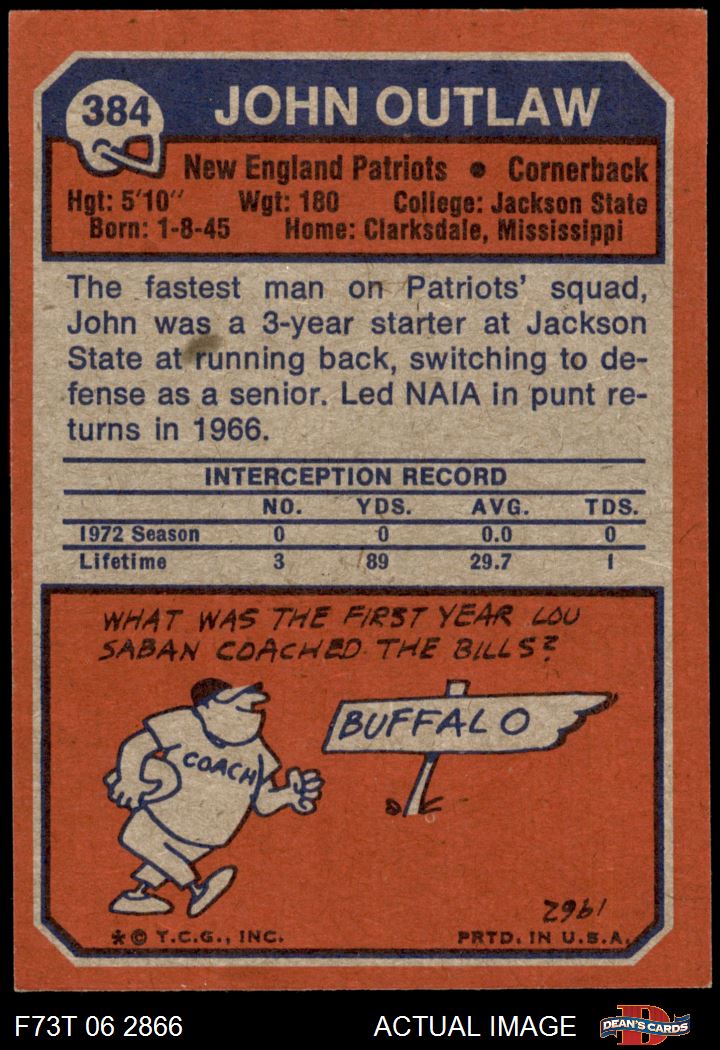 384
JOHN OUTLAW
New England Patriots • Cornerback
Hgt: 5'10" Wgt: 180 College: Jackson State
Born: 1-8-45 Home: Clarksdale, Mississippi
The fastest man on Patriots' squad,
John was a 3-year starter at Jackson
State at running back, switching to de-
fense as a senior. Led NAIA in punt re-
turns in 1966.
INTERCEPTION RECORD
NO. YDS. AVG. TDS.
1972 Season 0 0 0.0 0
Lifetime 3 89 29.7 1
WHAT WAS THE FIRST YEAR LOU
SABAN COACHED THE BILLS?
BUFFALO
COACH
1962
* © T.C.G., INC. PRTD. IN U.S.A.
F73T 06 2866 ACTUAL IMAGE
D
DEAN'S CARDS